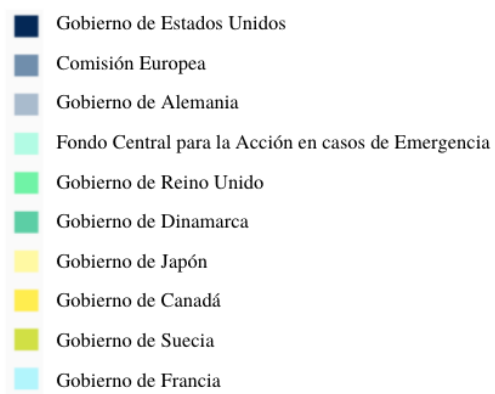 Gobierno de Estados Unidos
Comisión Europea
Gobierno de Alemania
Fondo Central para la Acción en casos de Emergencia
Gobierno de Reino Unido
Gobierno de Dinamarca
Gobierno de Japón
Gobierno de Canadá
Gobierno de Suecia
Gobierno de Francia